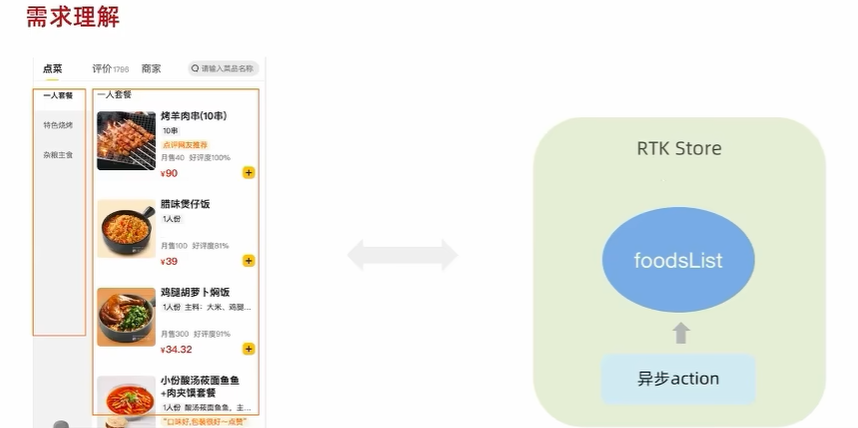 需求理解
点菜
评价1796
商家
请输入菜品名称
一人套餐
特色烧烤
杂粮主食
一人套餐
烤羊肉串(10串)
10串
点评网友推荐
月售40 好评度100%
¥90
+
腊味煲仔饭
1人份
月售100 好评度81%
¥39
+
鸡腿胡萝卜焖饭
1人份 主料：大米、鸡腿...
月售300 好评度91%
¥34.32
+
小份酸汤莜面鱼鱼
+肉夹馍套餐
1人份 酸汤莜面鱼鱼，主...
“口味好,包装很好～点赞”
RTK Store
foodsList
异步action